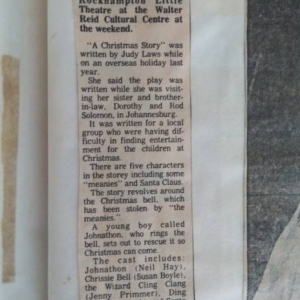 Rockhampton Little
Theatre at the Walter
Reid Cultural Centre at
the weekend.
"A Christmas Story" was
written by Judy Laws while
on an overseas holiday last
year.
She said the play was
written while she was visit-
ing her sister and brother-
in-law, Dorothy and Rod
Solomon, in Johannesburg.
It was written for a local
group who were having dif-
ficulty in finding entertain-
ment for the children at
Christmas.
There are five characters
in the storey including some
"meanies" and Santa Claus.
The story revolves around
the Christmas bell, which
has been stolen by "the
meanies."
A young boy called
Johnathon, who rings the
bell, sets out to rescue it so
Christmas can come.
The cast includes:
Johnathon (Neil Hay),
Chrissie Bell (Susan Boyle),
the Wizard Cling Clang
(Jenny Primmer), Ding